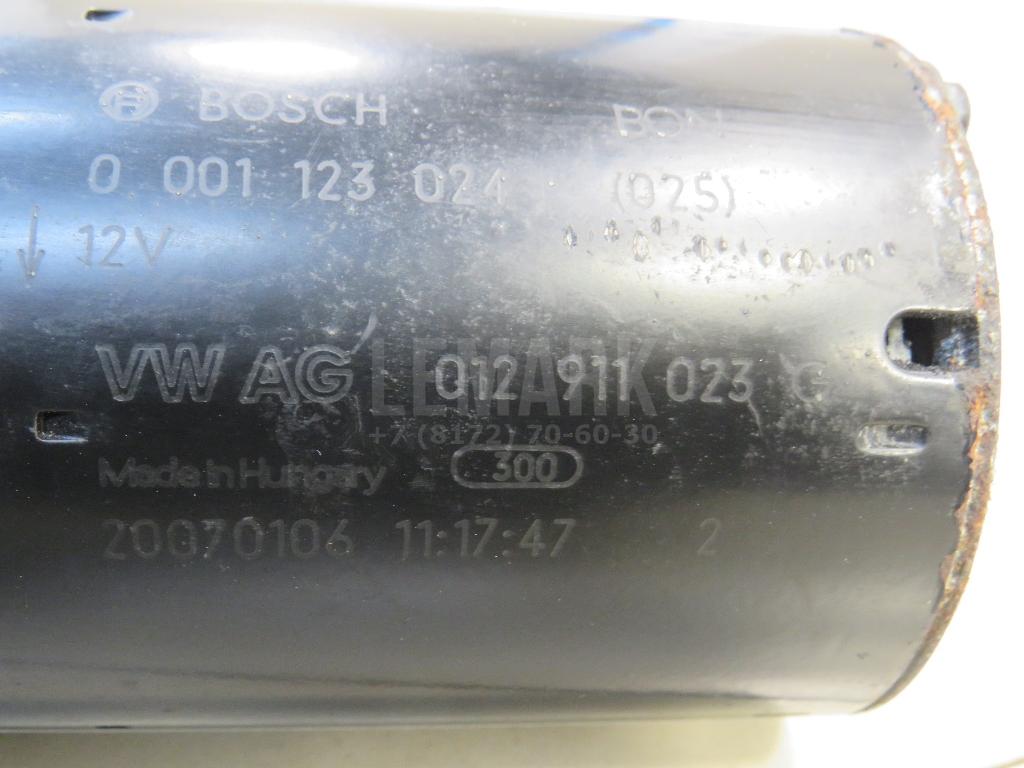 BOSCH
0 001 123 024 (025)
12V
VW AG 012 911 023 G
LEMARK
+7 (8172) 70-60-30
Made in Hungary 300
20070106 11:17:47 2